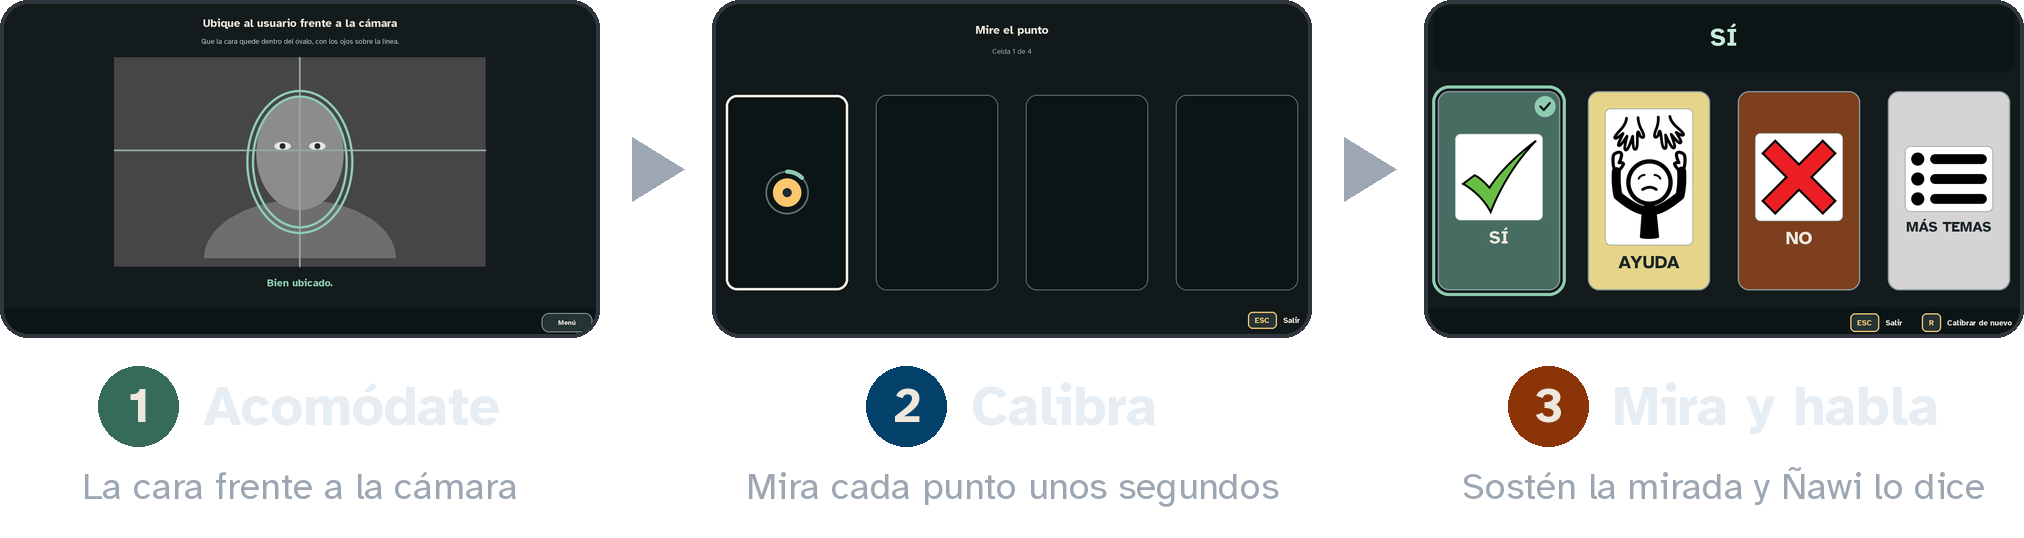 Ubique al usuario frente a la cámara
Que la cara quede dentro del óvalo, con los ojos sobre la línea.
Bien ubicado.
Menú
Mire el punto
Celda 1 de 4
ESC Salir
SÍ
SÍ
AYUDA
NO
MÁS TEMAS
ESC Salir R Calibrar de nuevo
1 Acomódate
La cara frente a la cámara
2 Calibra
Mira cada punto unos segundos
3 Mira y habla
Sostén la mirada y Ñawi lo dice